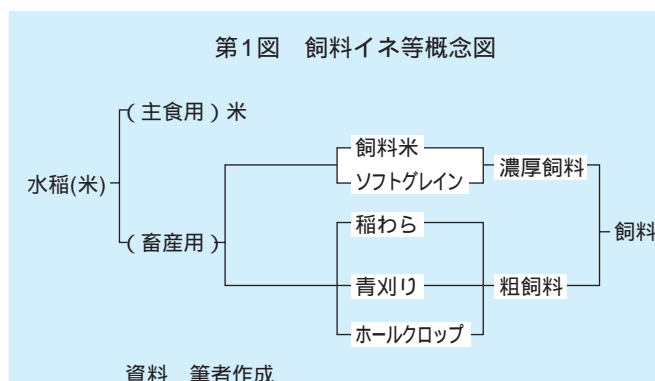 第1図 飼料イネ等概念図
(主食用)米
飼料米
濃厚飼料
ソフトグレイン
水稲(米)
稲わら
飼料
(畜産用)
青刈り
粗飼料
ホールクロップ
資料 筆者作成